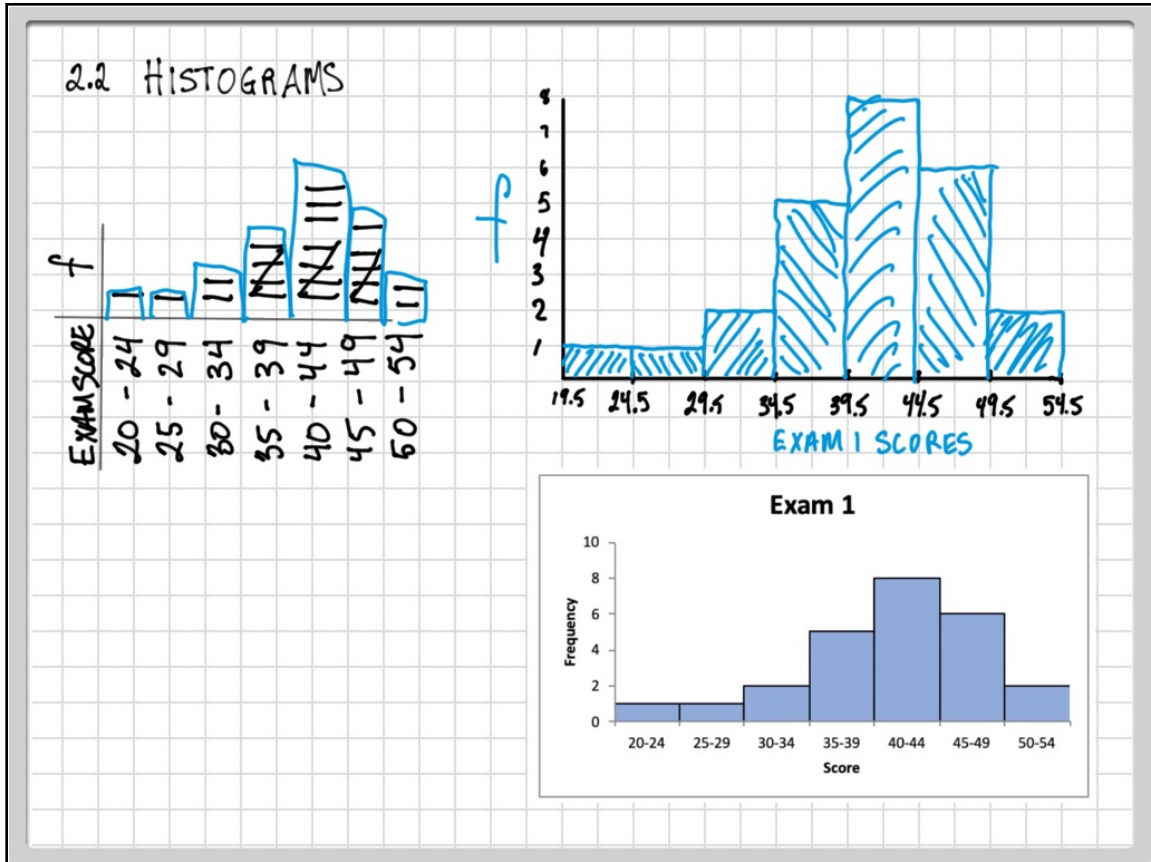 2.2 HISTOGRAMS
f
EXAM SCORE
20 - 24
25 - 29
30 - 34
35 - 39
40 - 44
45 - 49
50 - 54
f
8
7
6
5
4
3
2
1
19.5 24.5 29.5 34.5 39.5 44.5 49.5 54.5
EXAM 1 SCORES
Exam 1
Frequency
10
8
6
4
2
0
20-24 25-29 30-34 35-39 40-44 45-49 50-54
Score